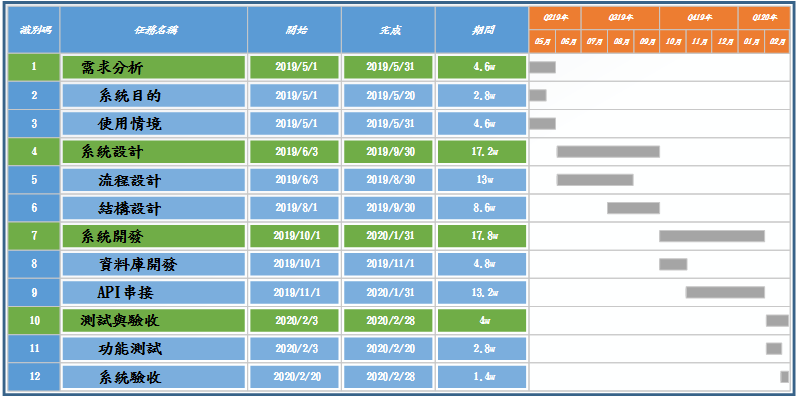 識別碼 任務名稱 開始 完成 期間 Q219年 Q319年 Q419年 Q120年
05月 06月 07月 08月 09月 10月 11月 12月 01月 02月
1 需求分析 2019/5/1 2019/5/31 4.6w
2 系統目的 2019/5/1 2019/5/20 2.8w
3 使用情境 2019/5/1 2019/5/31 4.6w
4 系統設計 2019/6/3 2019/9/30 17.2w
5 流程設計 2019/6/3 2019/8/30 13w
6 結構設計 2019/8/1 2019/9/30 8.6w
7 系統開發 2019/10/1 2020/1/31 17.8w
8 資料庫開發 2019/10/1 2019/11/1 4.8w
9 API串接 2019/11/1 2020/1/31 13.2w
10 測試與驗收 2020/2/3 2020/2/28 4w
11 功能測試 2020/2/3 2020/2/20 2.8w
12 系統驗收 2020/2/20 2020/2/28 1.4w